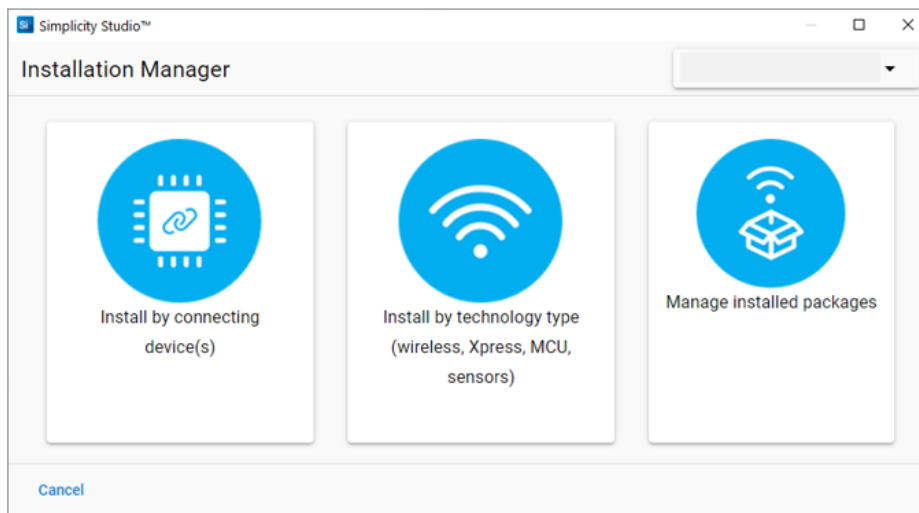 Si Simplicity Studio™
Installation Manager
Install by connecting
device(s)
Install by technology type
(wireless, Xpress, MCU,
sensors)
Manage installed packages
Cancel